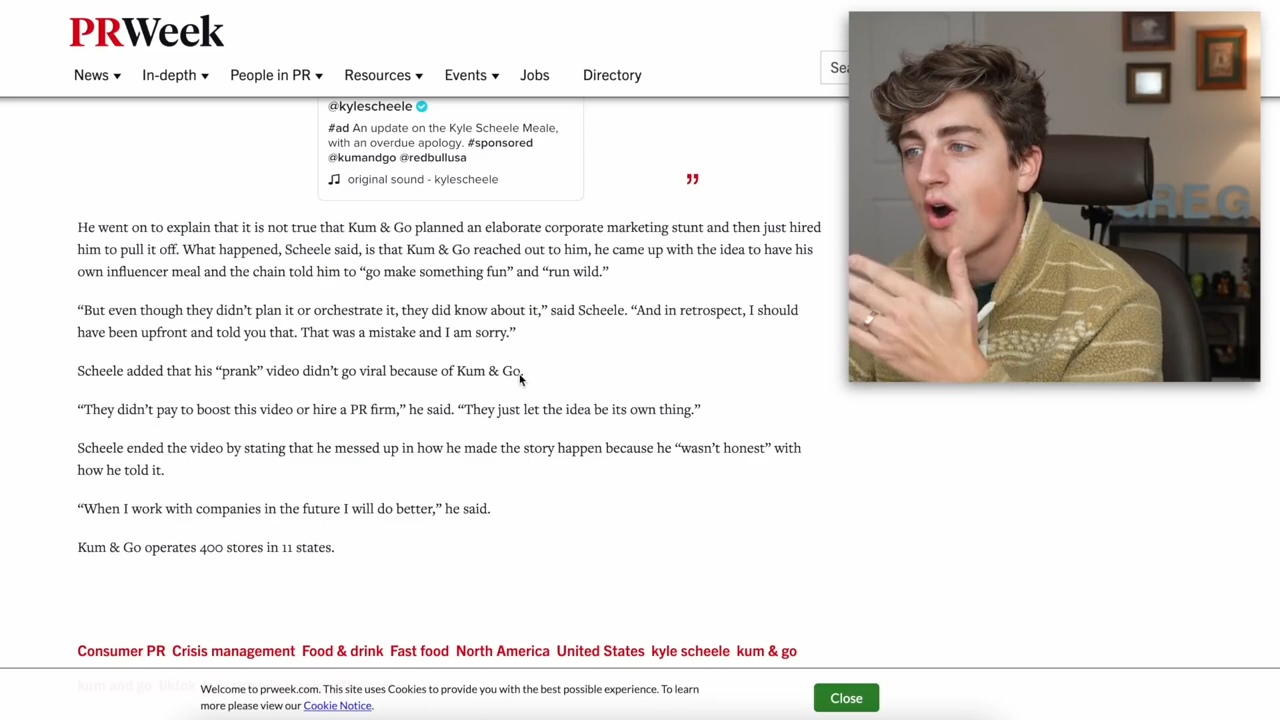 PRWeek
News In-depth People in PR Resources Events Jobs Directory
Sea
@kylescheele
#ad An update on the Kyle Scheele Meale,
with an overdue apology. #sponsored
@kumandgo @redbullusa
original sound - kylescheele
”
GREG
He went on to explain that it is not true that Kum & Go planned an elaborate corporate marketing stunt and then just hired
him to pull it off. What happened, Scheele said, is that Kum & Go reached out to him, he came up with the idea to have his
own influencer meal and the chain told him to “go make something fun” and “run wild.”
“But even though they didn’t plan it or orchestrate it, they did know about it,” said Scheele. “And in retrospect, I should
have been upfront and told you that. That was a mistake and I am sorry.”
Scheele added that his “prank” video didn’t go viral because of Kum & Go.
“They didn’t pay to boost this video or hire a PR firm,” he said. “They just let the idea be its own thing.”
Scheele ended the video by stating that he messed up in how he made the story happen because he “wasn’t honest” with
how he told it.
“When I work with companies in the future I will do better,” he said.
Kum & Go operates 400 stores in 11 states.
Consumer PR Crisis management Food & drink Fast food North America United States kyle scheele kum & go
kum and go tiktok
Welcome to prweek.com. This site uses Cookies to provide you with the best possible experience. To learn
more please view our Cookie Notice.
Close